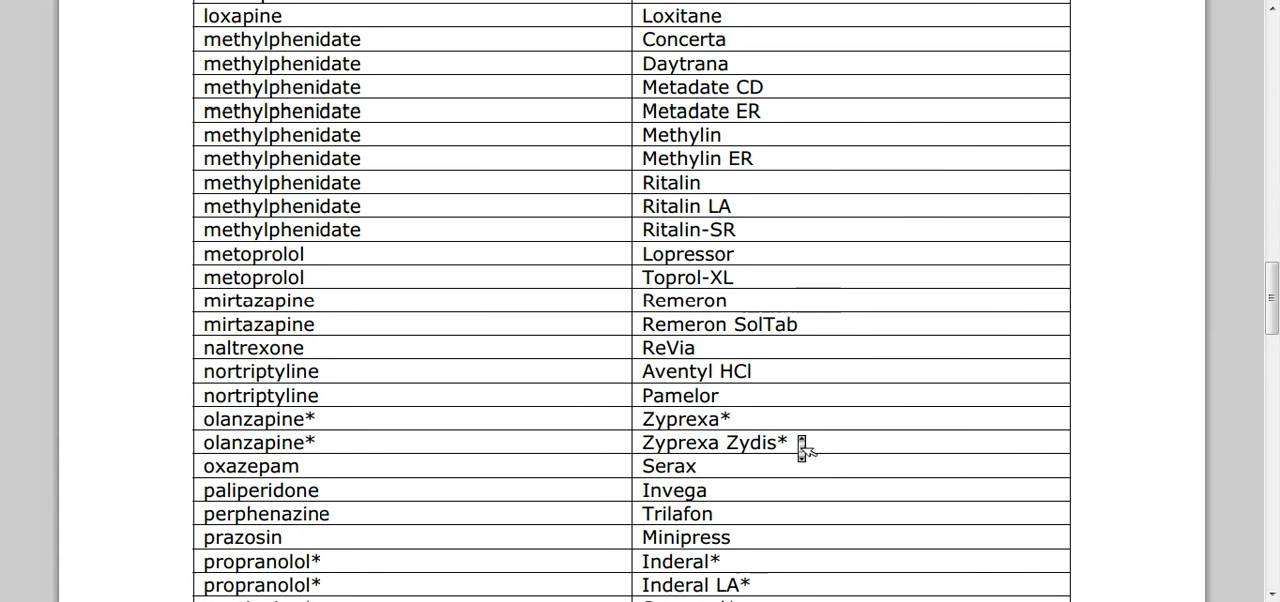 loxapine Loxitane
methylphenidate Concerta
methylphenidate Daytrana
methylphenidate Metadate CD
methylphenidate Metadate ER
methylphenidate Methylin
methylphenidate Methylin ER
methylphenidate Ritalin
methylphenidate Ritalin LA
methylphenidate Ritalin-SR
metoprolol Lopressor
metoprolol Toprol-XL
mirtazapine Remeron
mirtazapine Remeron SolTab
naltrexone ReVia
nortriptyline Aventyl HCl
nortriptyline Pamelor
olanzapine* Zyprexa*
olanzapine* Zyprexa Zydis*
oxazepam Serax
paliperidone Invega
perphenazine Trilafon
prazosin Minipress
propranolol* Inderal*
propranolol* Inderal LA*